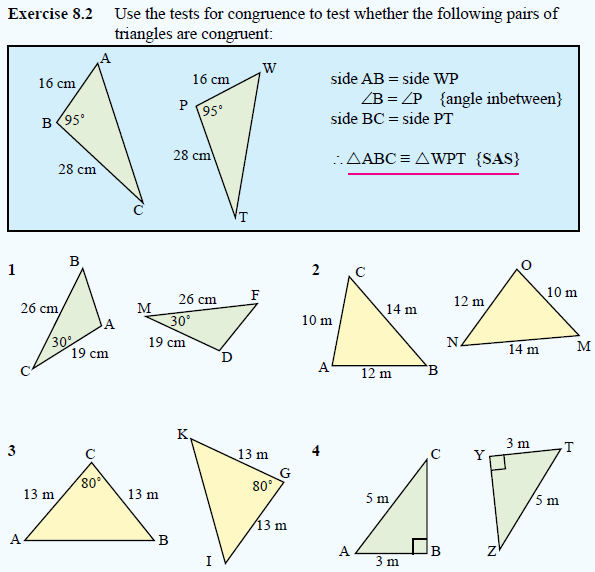 Exercise 8.2 Use the tests for congruence to test whether the following pairs of
triangles are congruent:
A
16 cm
B 95°
28 cm
C
W
16 cm
P 95°
28 cm
T
side AB = side WP
∠B = ∠P {angle inbetween}
side BC = side PT
∴ △ABC ≡ △WPT {SAS}
1
B
26 cm
A
30°
19 cm
C
M 26 cm F
30°
19 cm
D
2
C
10 m 14 m
A 12 m B
O
12 m 10 m
N 14 m M
3
C
80°
13 m 13 m
A B
K
13 m
G
80°
13 m
I
4
C
5 m
A B
3 m
Y 3 m T
5 m
Z